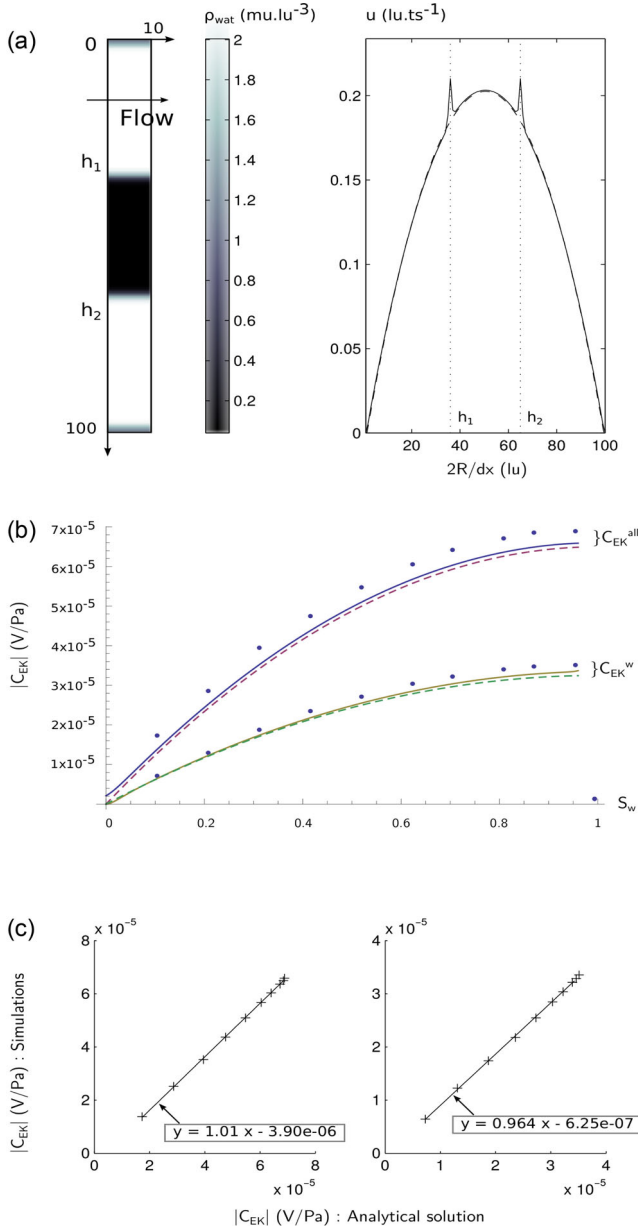 (a)
10
0
Flow
h1
h2
100
ρwat (mu.lu-3)
2
1.8
1.6
1.4
1.2
1
0.8
0.6
0.4
0.2
u (lu.ts-1)
0.2
0.15
0.1
0.05
0
h1
h2
20 40 60 80 100
2R/dx (lu)
(b)
|CEK| (V/Pa)
7x10-5
6x10-5
5x10-5
4x10-5
3x10-5
2x10-5
1x10-5
}CEKall
}CEKw
Sw
0 0.2 0.4 0.6 0.8 1
(c)
|CEK| (V/Pa) : Simulations
x 10-5
8
6
4
2
0
y = 1.01 x - 3.90e-06
0 2 4 6 8
x 10-5
x 10-5
4
3
2
1
0
y = 0.964 x - 6.25e-07
0 1 2 3 4
x 10-5
|CEK| (V/Pa) : Analytical solution